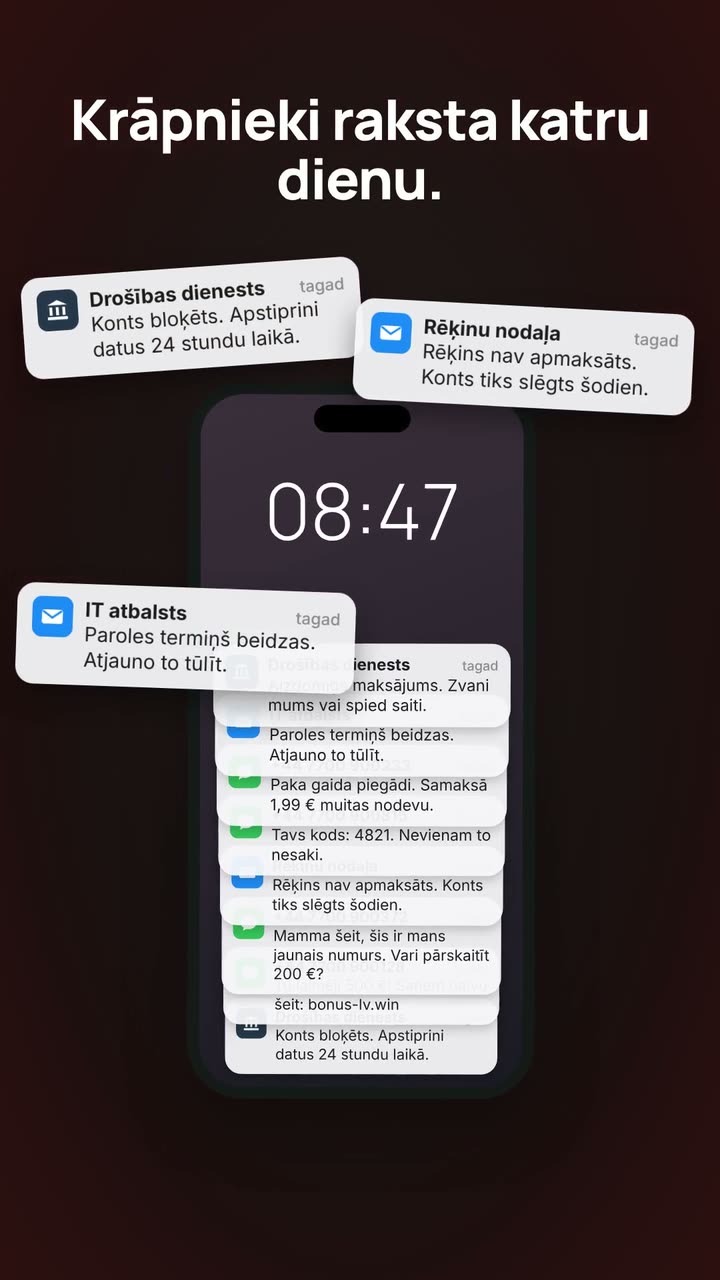 Krāpnieki raksta katru
dienu.
Drošības dienests
tagad
Konts bloķēts. Apstiprini
datus 24 stundu laikā.
Rēķinu nodaļa
tagad
Rēķins nav apmaksāts.
Konts tiks slēgts šodien.
08:47
IT atbalsts
tagad
Paroles termiņš beidzas.
Atjauno to tūlīt.
Drošības dienests
tagad
maksājums. Zvani
mums vai spied saiti.
Paroles termiņš beidzas.
Atjauno to tūlīt.
Paka gaida piegādi. Samaksā
1,99 € muitas nodevu.
Tavs kods: 4821. Nevienam to
nesaki.
Rēķins nav apmaksāts. Konts
tiks slēgts šodien.
Mamma šeit, šis ir mans
jaunais numurs. Vari pārskaitīt
200 €?
šeit: bonus-lv.win
Konts bloķēts. Apstiprini
datus 24 stundu laikā.